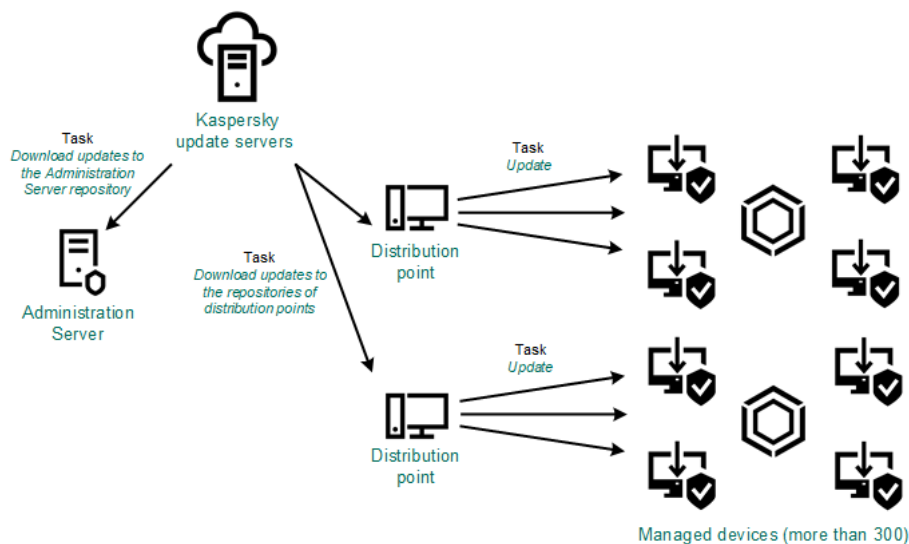 Kaspersky
update servers
Task
Download updates to
the Administration
Server repository
Administration
Server
Task
Download updates to
the repositories of
distribution points
Distribution
point
Task
Update
Distribution
point
Task
Update
Managed devices (more than 300)